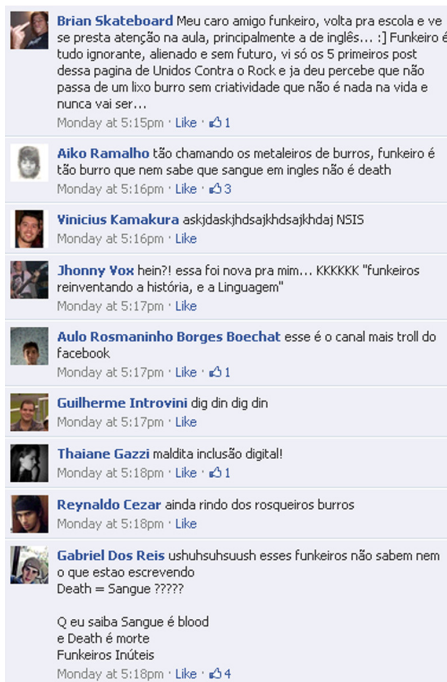 Brian Skateboard Meu caro amigo funkeiro, volta pra escola e ve
se presta atenção na aula, principalmente a de inglês... :] Funkeiro é
tudo ignorante, alienado e sem futuro, vi só os 5 primeiros post
dessa pagina de Unidos Contra o Rock e ja deu percebe que não
passa de um lixo burro sem criatividade que não é nada na vida e
nunca vai ser...
Monday at 5:15pm · Like · 1
Aiko Ramalho tão chamando os metaleiros de burros, funkeiro é
tão burro que nem sabe que sangue em ingles não é death
Monday at 5:16pm · Like · 3
Vinicius Kamakura askjdaskjhdsajkhdsajkhdaj NSIS
Monday at 5:16pm · Like
Jhonny Vox hein?! essa foi nova pra mim... KKKKKK "funkeiros
reinventando a história, e a Linguagem"
Monday at 5:17pm · Like
Aulo Rosmaninho Borges Boechat esse é o canal mais troll do
facebook
Monday at 5:17pm · Like · 1
Guilherme Introvini dig din dig din
Monday at 5:17pm · Like
Thaiane Gazzi maldita inclusão digital!
Monday at 5:18pm · Like · 1
Reynaldo Cezar ainda rindo dos rosqueiros burros
Monday at 5:18pm · Like
Gabriel Dos Reis ushuhsuhsuush esses funkeiros não sabem nem
o que estao escrevendo
Death = Sangue ?????
Q eu saiba Sangue é blood
e Death é morte
Funkeiros Inúteis
Monday at 5:18pm · Like · 4